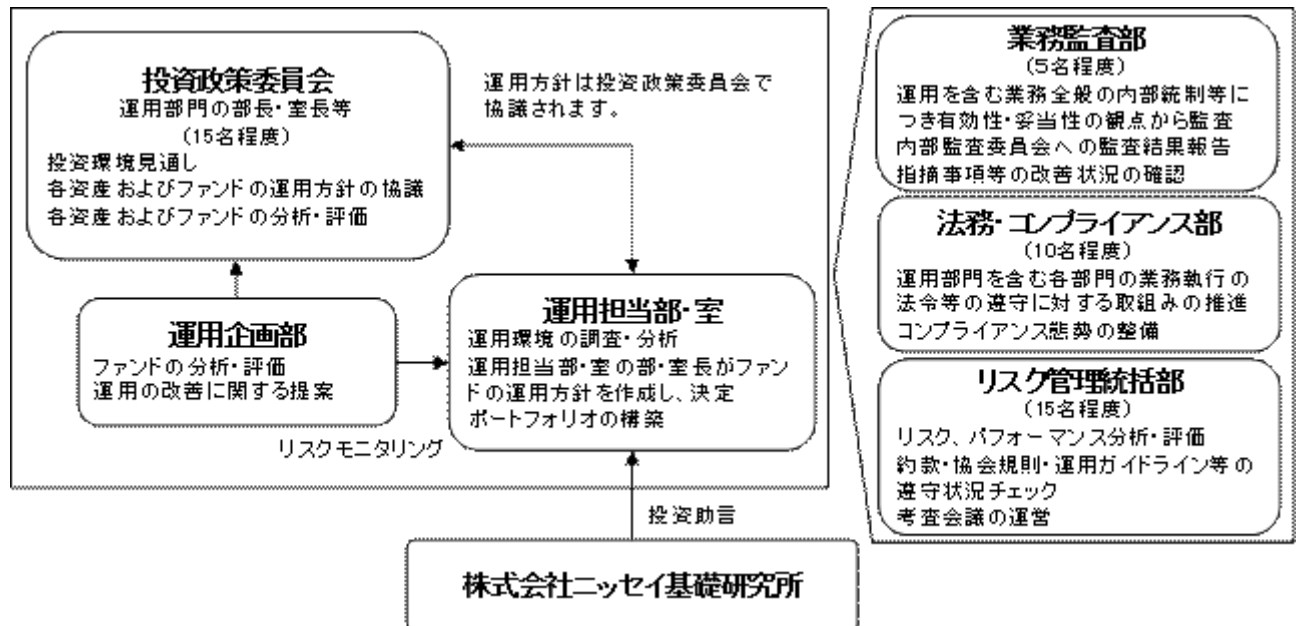 投資政策委員会
運用部門の部長・室長等
(15名程度)
投資環境見通し
各資産およびファンドの運用方針の協議
各資産およびファンドの分析・評価
運用方針は投資政策委員会で
協議されます。
運用企画部
ファンドの分析・評価
運用の改善に関する提案
リスクモニタリング
運用担当部・室
運用環境の調査・分析
運用担当部・室の部・室長がファン
ドの運用方針を作成し、決定
ポートフォリオの構築
投資助言
株式会社ニッセイ基礎研究所
業務監査部
(5名程度)
運用を含む業務全般の内部統制等に
つき有効性・妥当性の観点から監査
内部監査委員会への監査結果報告
指摘事項等の改善状況の確認
法務・コンプライアンス部
(10名程度)
運用部門を含む各部門の業務執行の
法令等の遵守に対する取組みの推進
コンプライアンス態勢の整備
リスク管理統括部
(15名程度)
リスク、パフォーマンス分析・評価
約款・協会規則・運用ガイドライン等の
遵守状況チェック
考査会議の運営